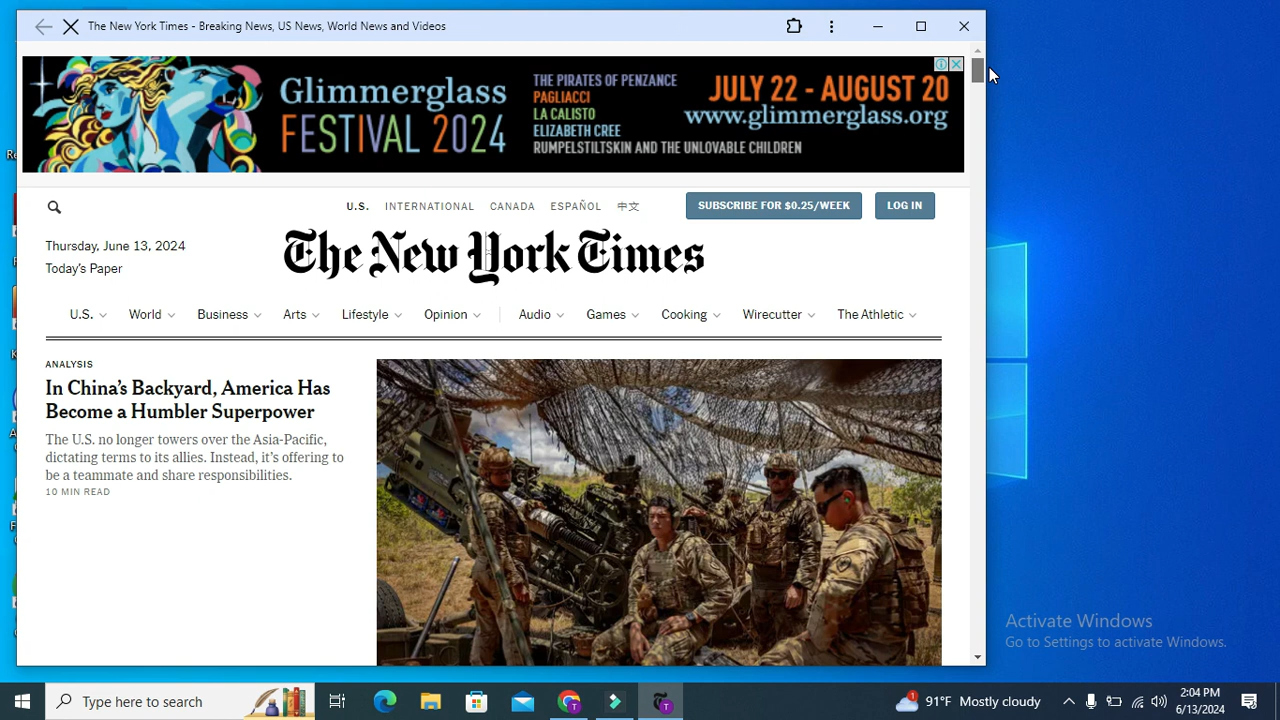 The New York Times - Breaking News, US News, World News and Videos
Glimmerglass
FESTIVAL 2024
THE PIRATES OF PENZANCE
PAGLIACCI
LA CALISTO
ELIZABETH CREE
RUMPELSTILTSKIN AND THE UNLOVABLE CHILDREN
JULY 22 - AUGUST 20
www.glimmerglass.org
U.S. INTERNATIONAL CANADA ESPAÑOL 中文
SUBSCRIBE FOR $0.25/WEEK LOG IN
Thursday, June 13, 2024
Today's Paper
The New York Times
U.S. World Business Arts Lifestyle Opinion Audio Games Cooking Wirecutter The Athletic
ANALYSIS
In China's Backyard, America Has
Become a Humbler Superpower
The U.S. no longer towers over the Asia-Pacific,
dictating terms to its allies. Instead, it's offering to
be a teammate and share responsibilities.
10 MIN READ
Activate Windows
Go to Settings to activate Windows.
Type here to search
91°F Mostly cloudy
2:04 PM
6/13/2024